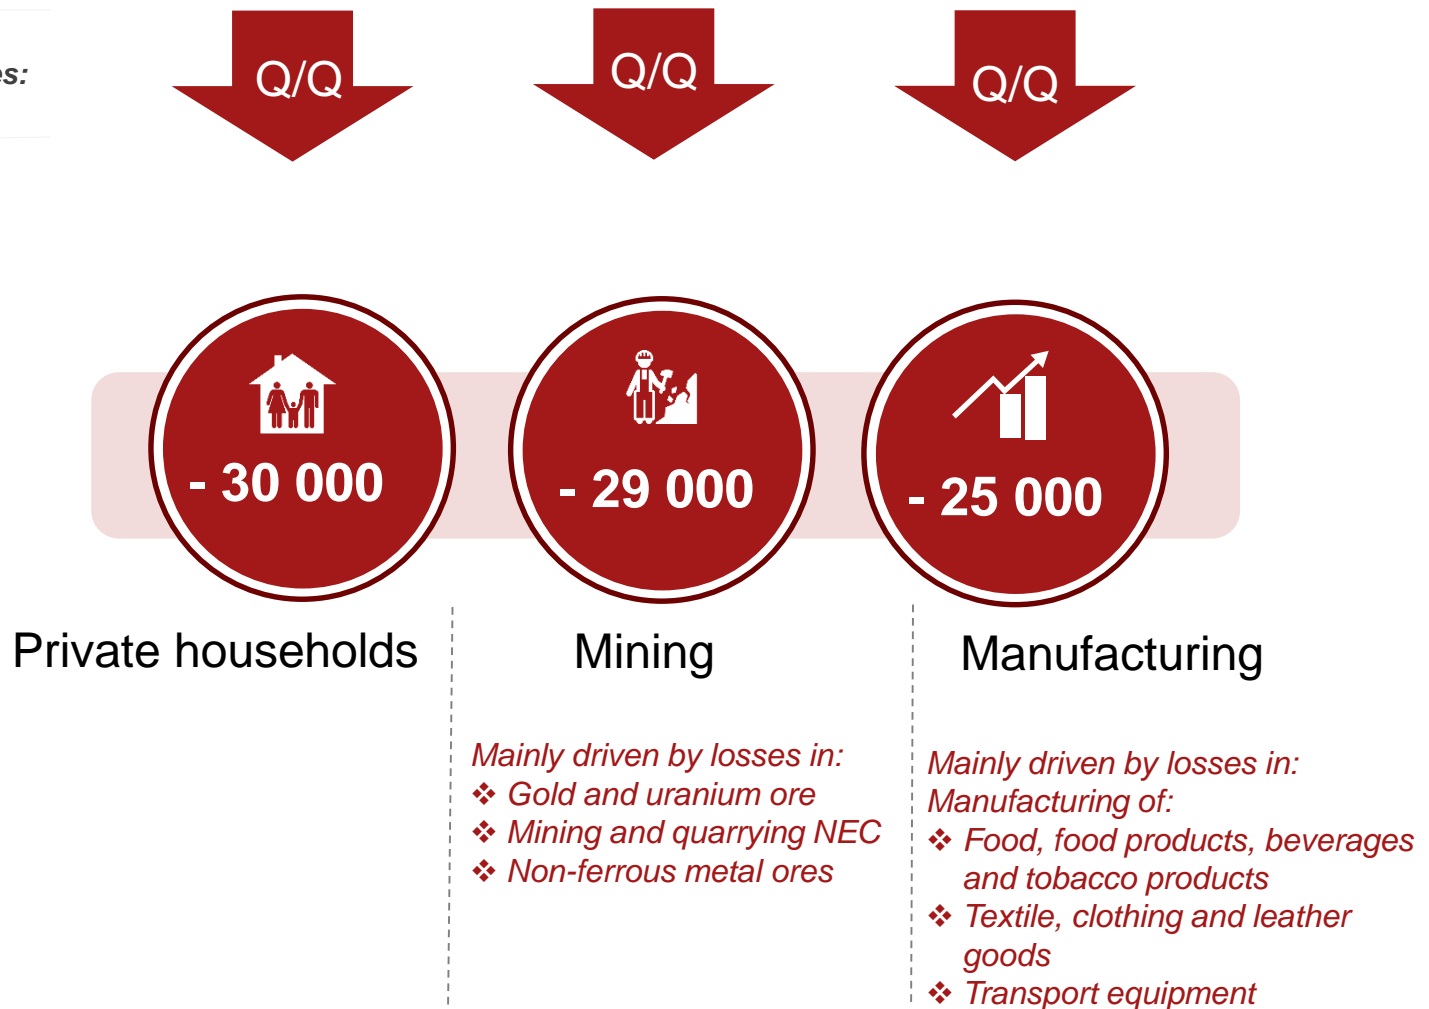 Q/Q
Q/Q
Q/Q
- 30 000
- 29 000
- 25 000
Private households
Mining
Manufacturing
Mainly driven by losses in:
❖ Gold and uranium ore
❖ Mining and quarrying NEC
❖ Non-ferrous metal ores
Mainly driven by losses in:
Manufacturing of:
❖ Food, food products, beverages
and tobacco products
❖ Textile, clothing and leather
goods
❖ Transport equipment